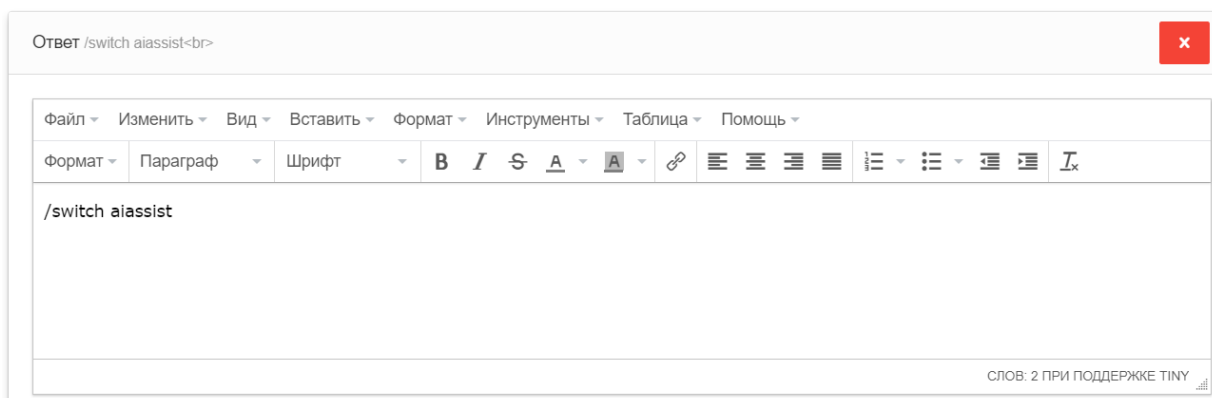 Ответ /switch aiassist<br>
Файл Изменить Вид Вставить Формат Инструменты Таблица Помощь
Формат Параграф Шрифт B I S A A
/switch aiassist
СЛОВ: 2 ПРИ ПОДДЕРЖКЕ TINY